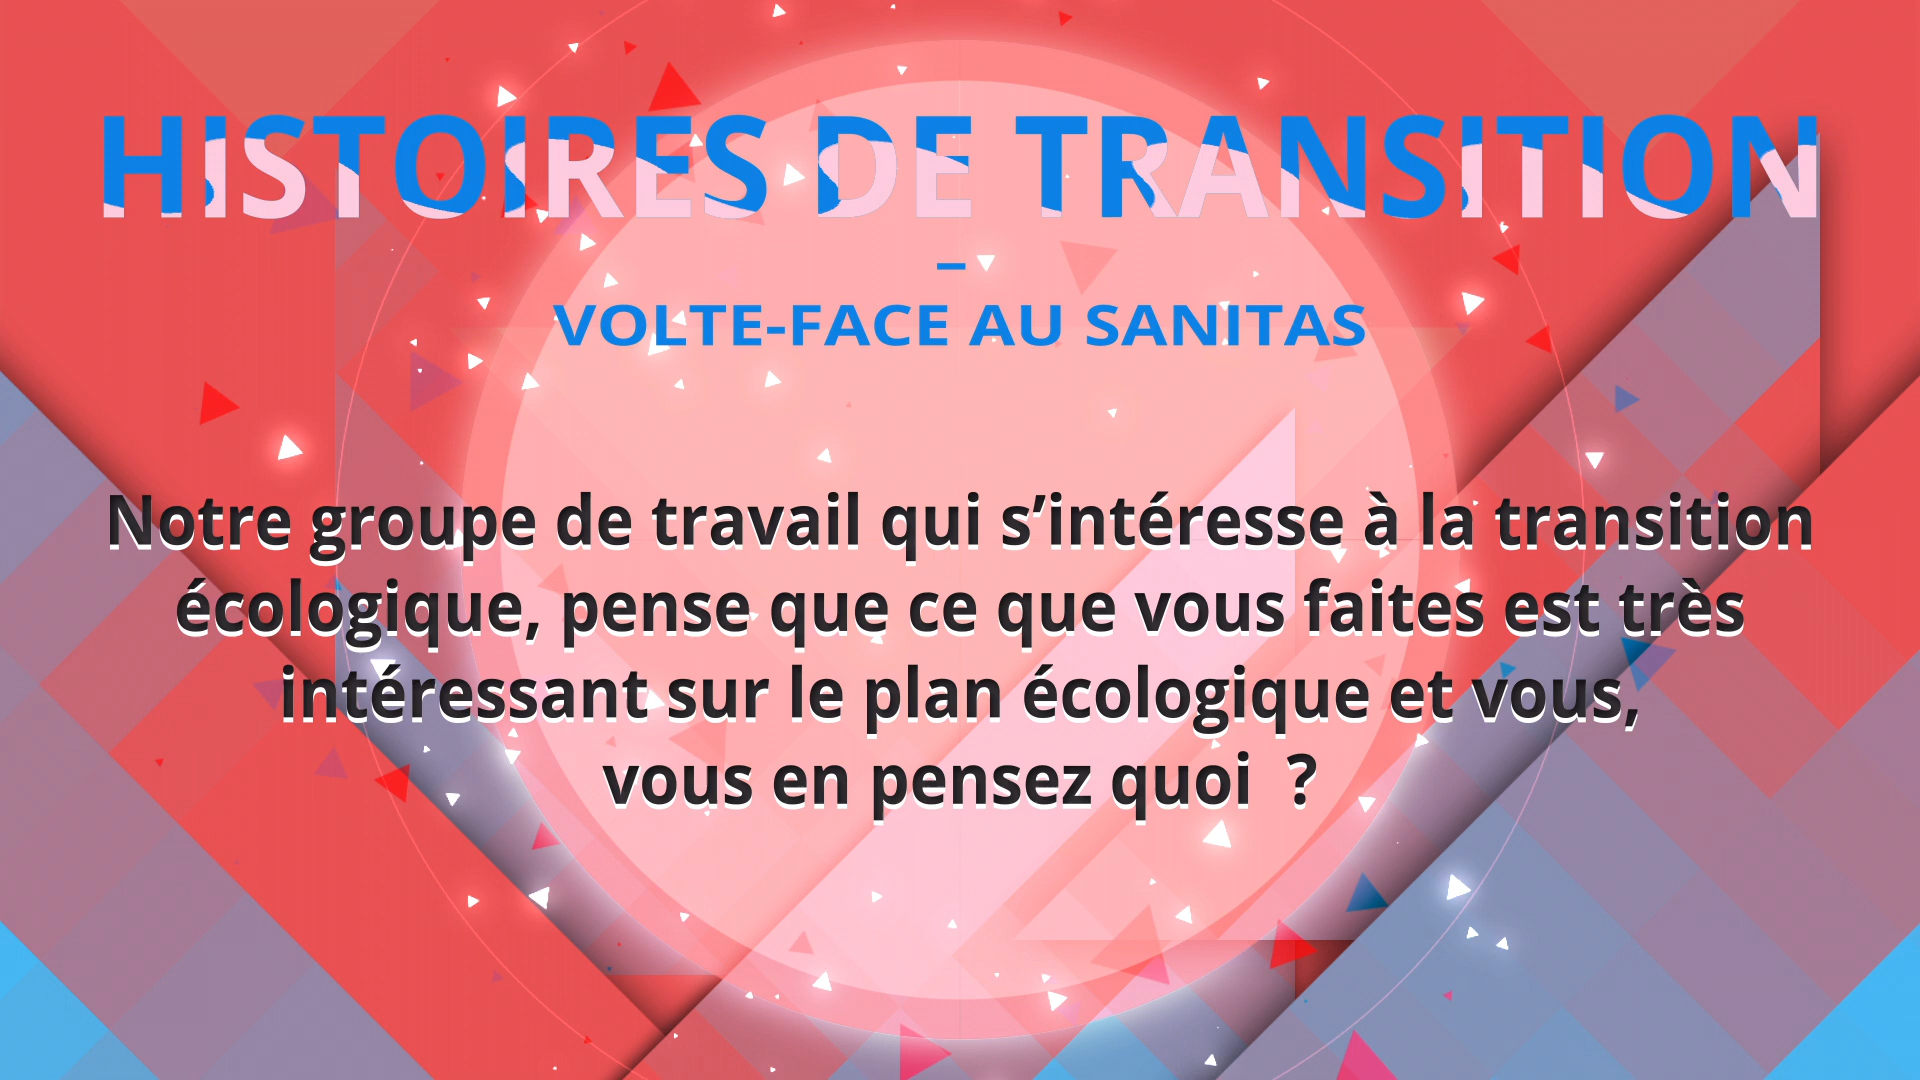 HISTOIRES DE TRANSITION
–
VOLTE-FACE AU SANITAS
Notre groupe de travail qui s’intéresse à la transition
écologique, pense que ce que vous faites est très
intéressant sur le plan écologique et vous,
vous en pensez quoi  ?